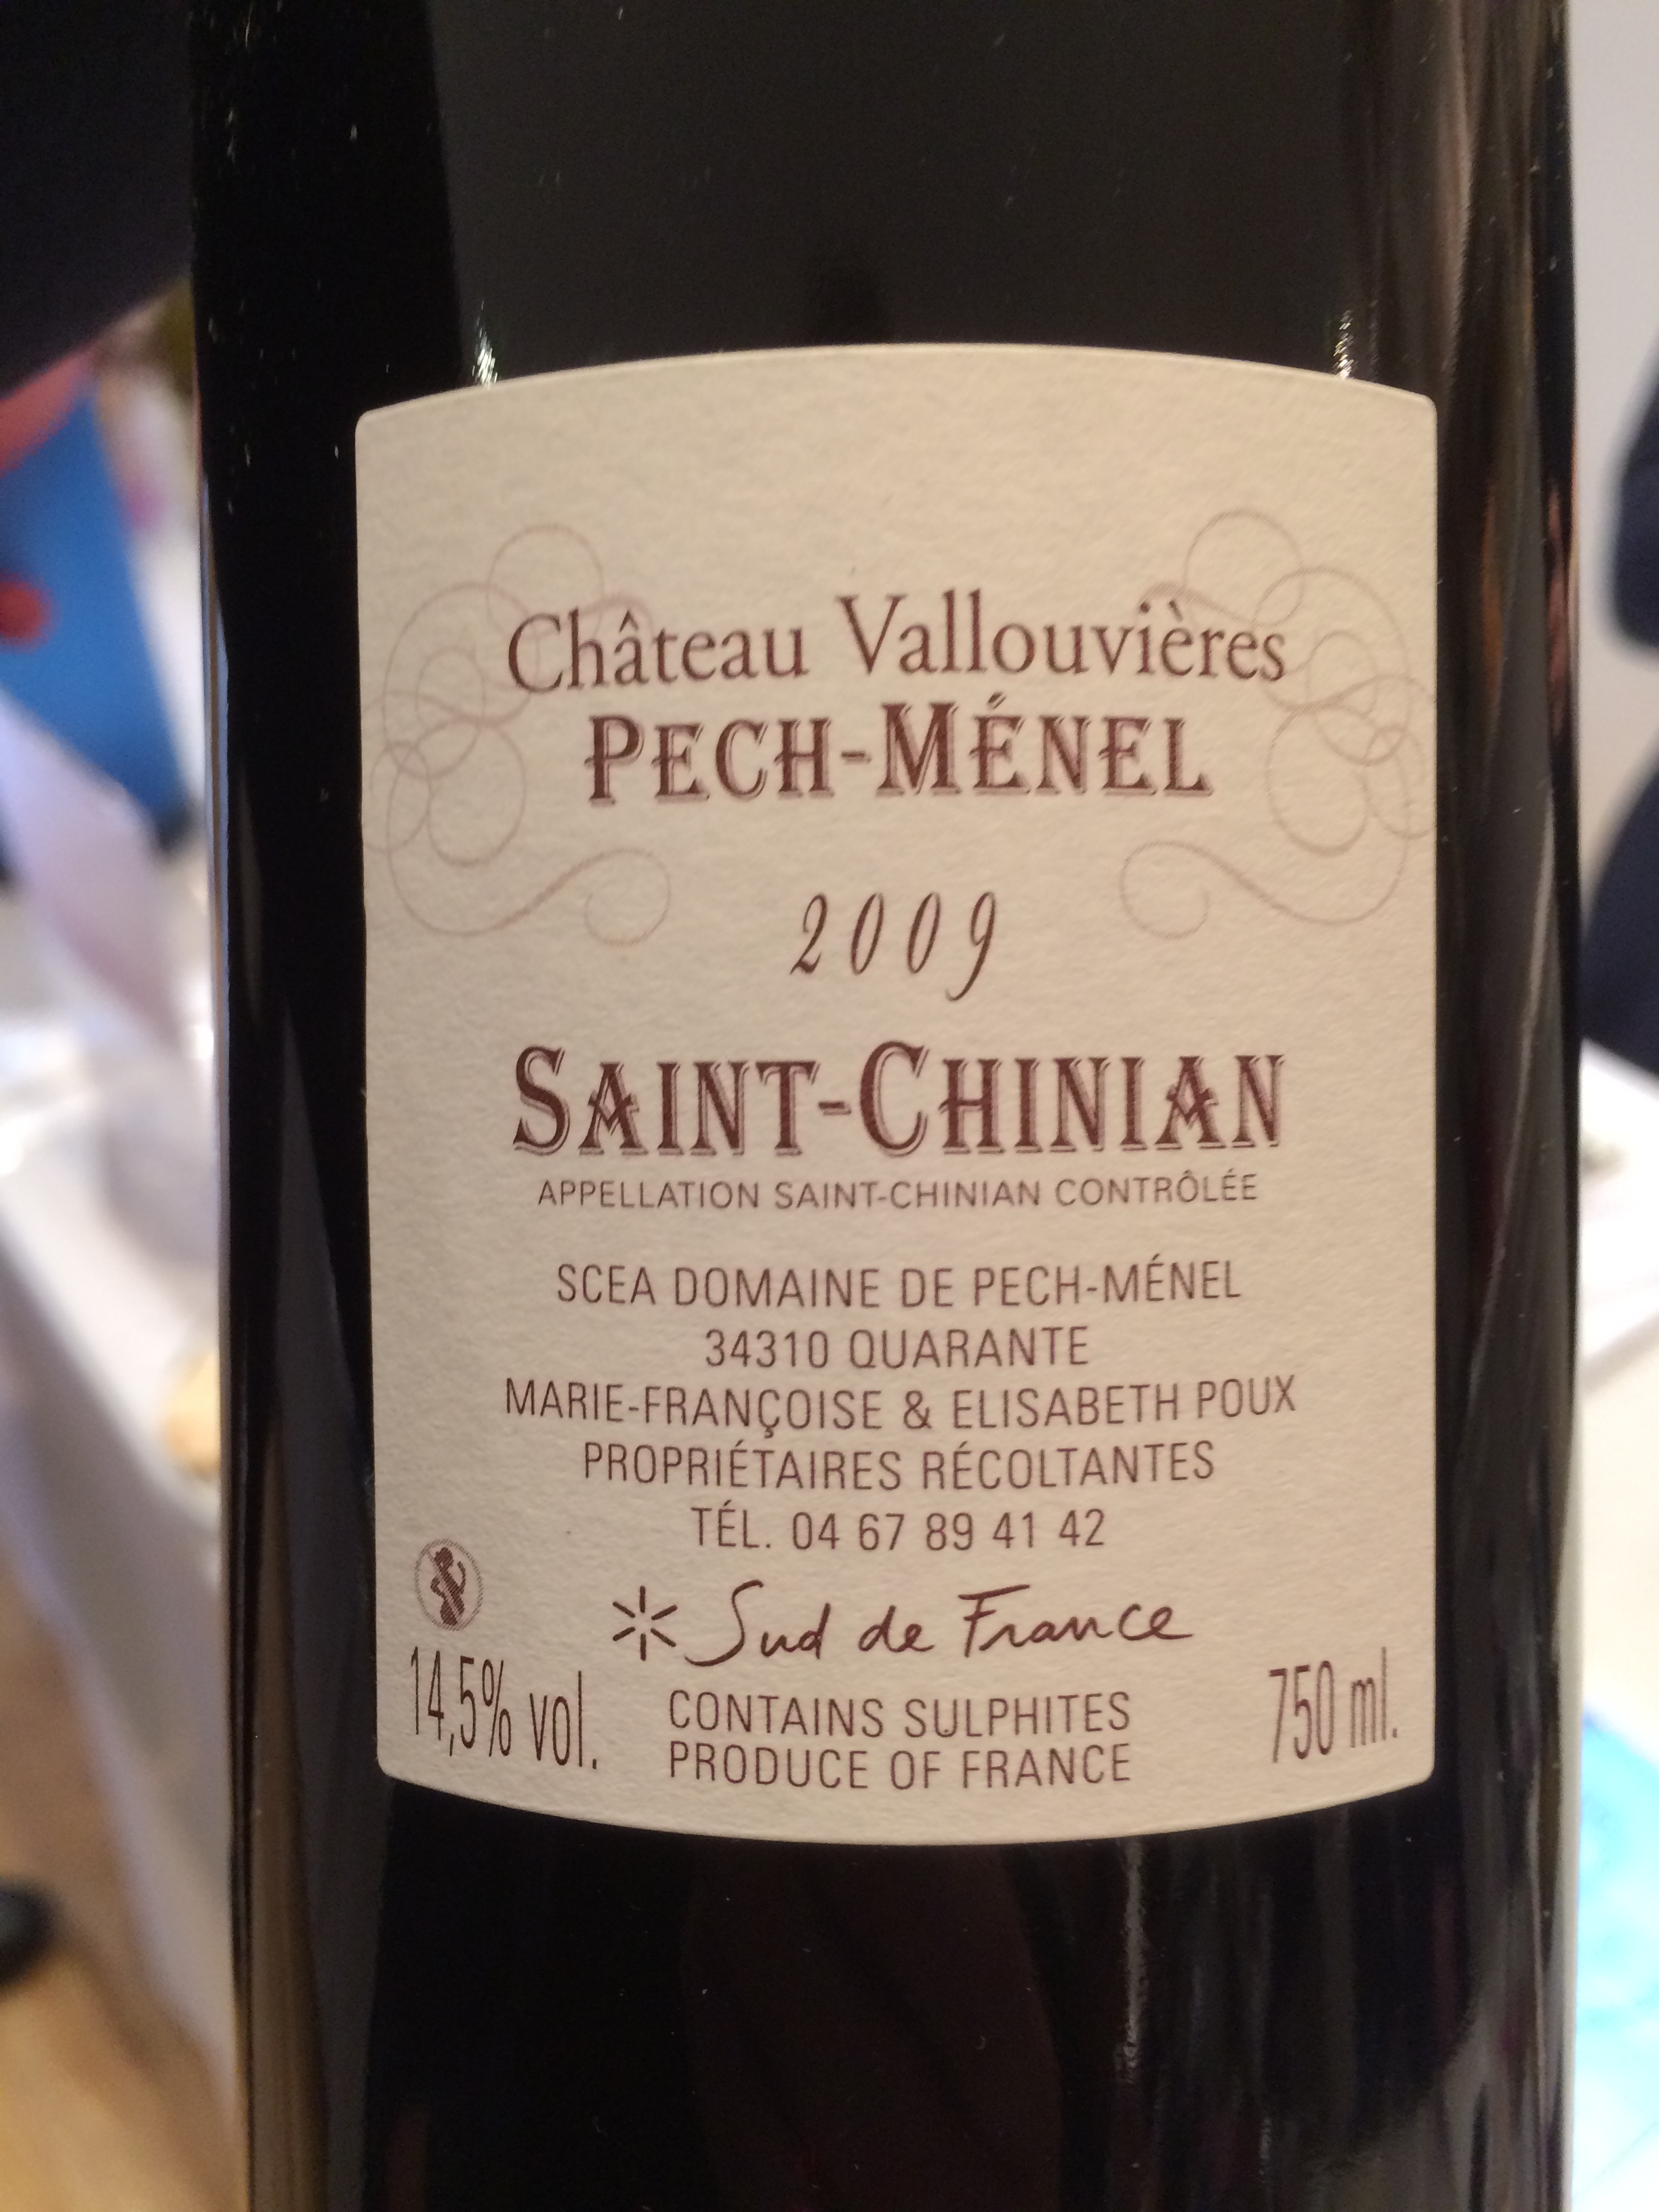 Château Vallouvières
PECH-MÉNEL
2009
SAINT-CHINIAN
APPELLATION SAINT-CHINIAN CONTRÔLÉE
SCEA DOMAINE DE PECH-MÉNEL
34310 QUARANTE
MARIE-FRANÇOISE & ELISABETH POUX
PROPRIÉTAIRES RÉCOLTANTES
TÉL. 04 67 89 41 42
Sud de France
14,5% vol.
CONTAINS SULPHITES
PRODUCE OF FRANCE
750 ml.